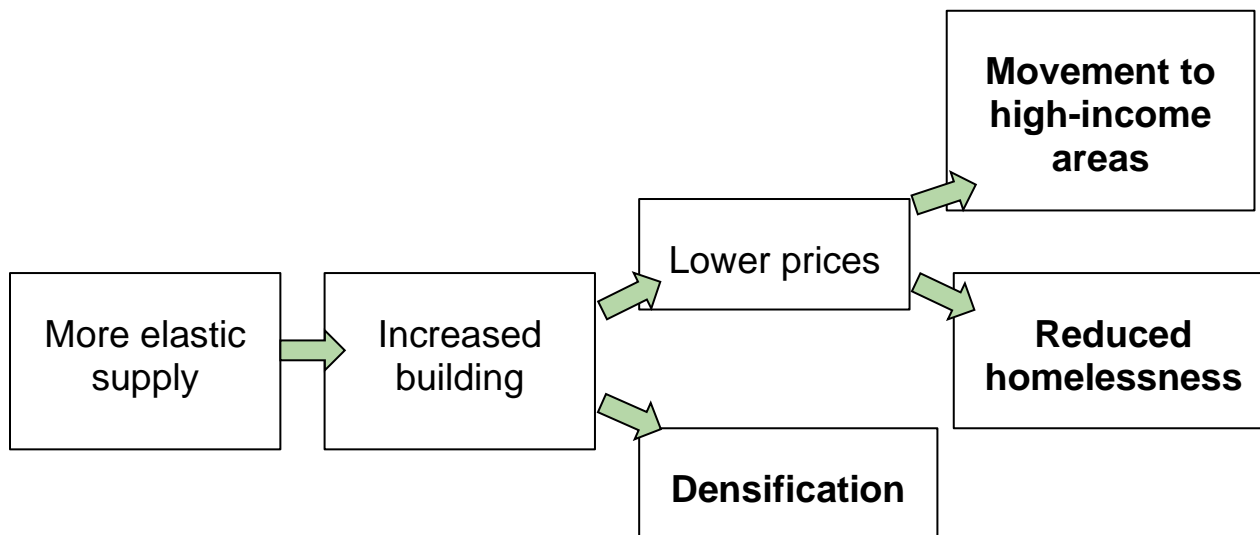 More elastic
supply
Increased
building
Lower prices
Movement to
high-income
areas
Reduced
homelessness
Densification